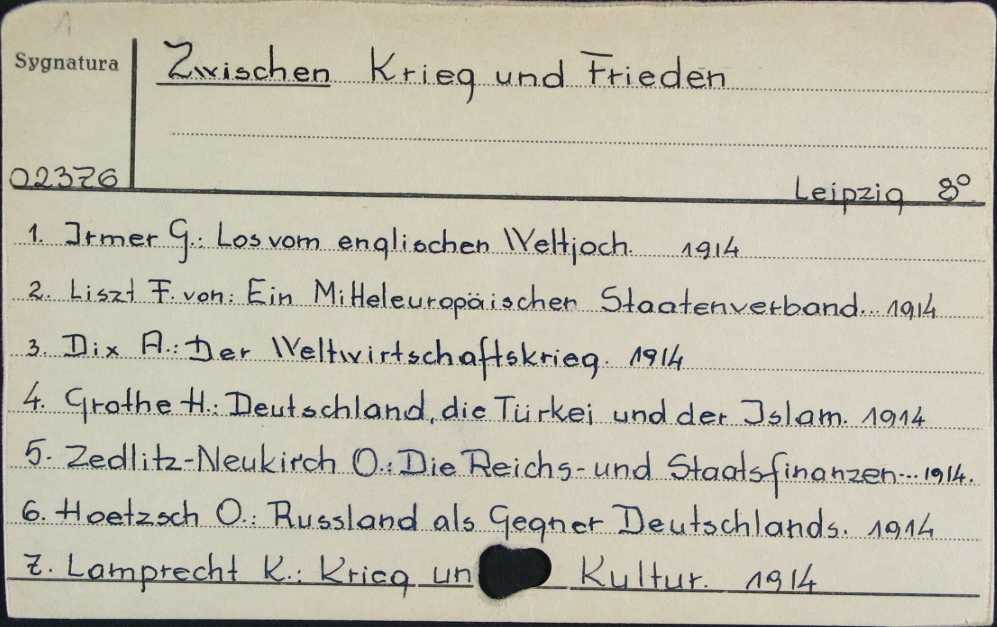 1
Sygnatura
Zwischen Krieg und Frieden
02376
Leipzig 8°
1. Irmer G.: Los vom englischen Weltjoch. 1914
2. Liszt F. von: Ein Mitteleuropäischen Staatenverband... 1914
3. Dix A.: Der Weltwirtschaftskrieg. 1914
4. Grothe H.: Deutschland, die Türkei und der Islam. 1914
5. Zedlitz-Neukirch O.: Die Reichs- und Staatsfinanzen... 1914.
6. Hoetzsch O.: Russland als Gegner Deutschlands. 1914
7. Lamprecht K.: Krieg un Kultur. 1914